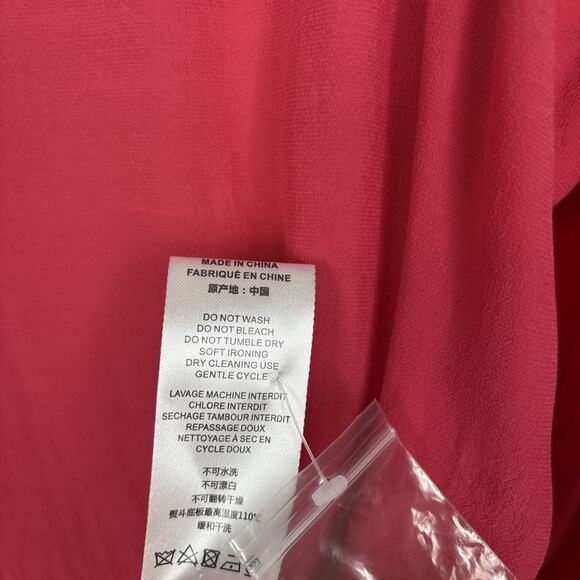 MADE IN CHINA
FABRIQUÉ EN CHINE
原产地：中国
DO NOT WASH
DO NOT BLEACH
DO NOT TUMBLE DRY
SOFT IRONING
DRY CLEANING USE
GENTLE CYCLE
LAVAGE MACHINE INTERDIT
CHLORE INTERDIT
SECHAGE TAMBOUR INTERDIT
REPASSAGE DOUX
NETTOYAGE À SEC EN
CYCLE DOUX
不可水洗
不可漂白
不可翻转干燥
熨斗底板最高温度110℃
缓和干洗